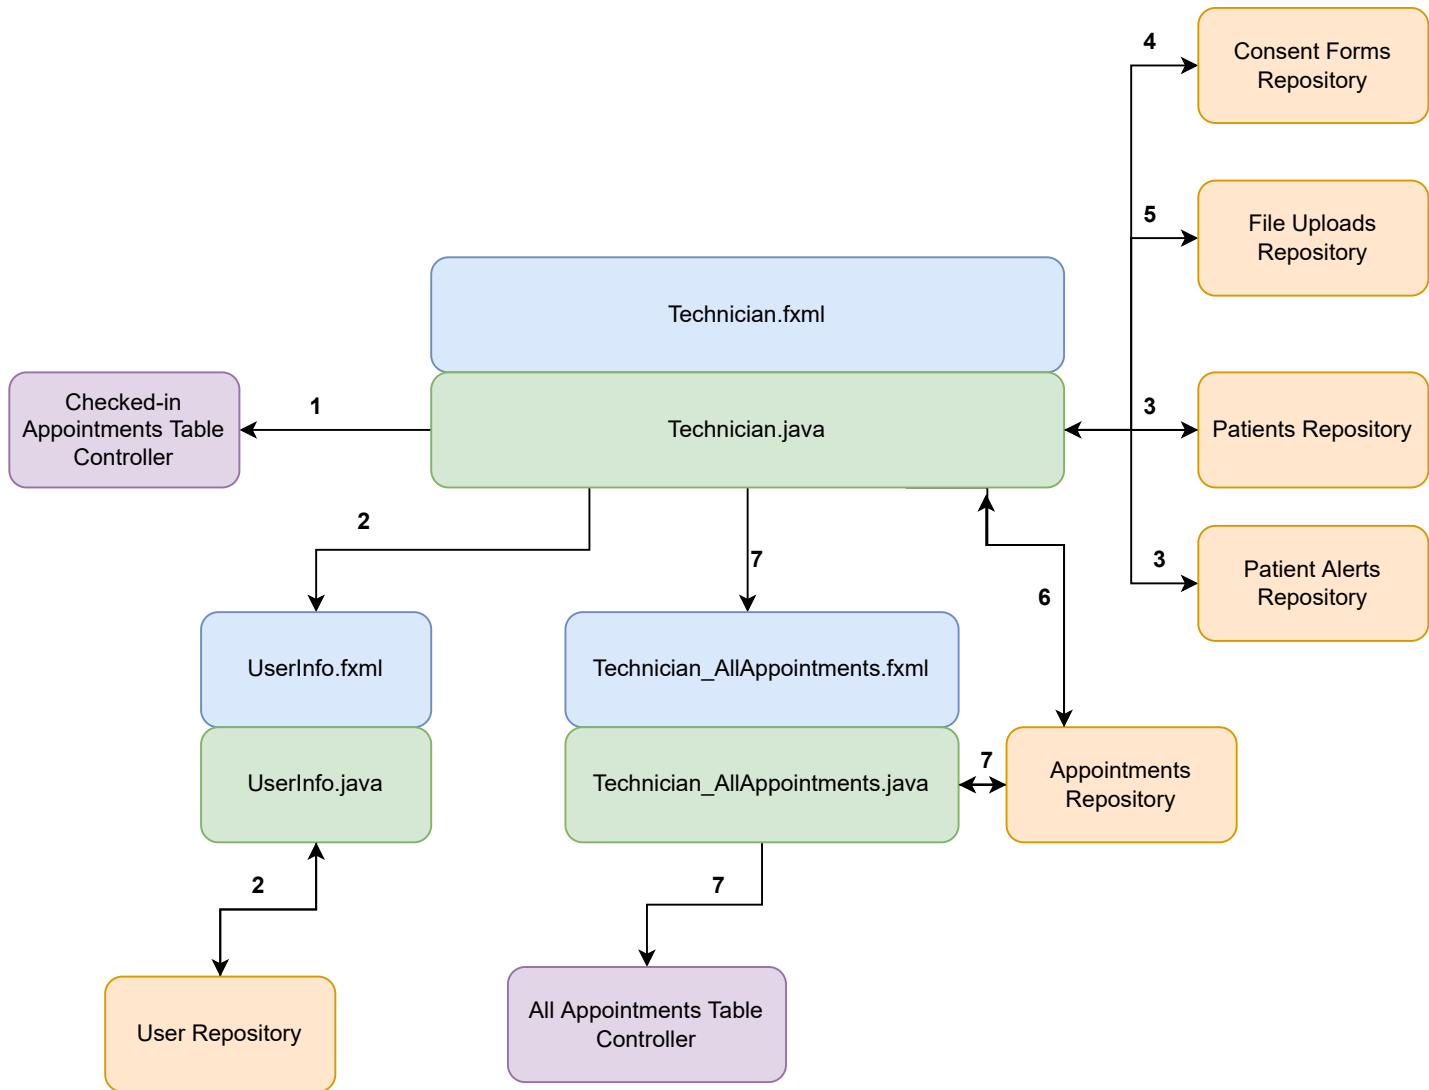 4
Consent Forms
Repository
5
File Uploads
Repository
Technician.fxml
Checked-in
Appointments Table
Controller
1
Technician.java
3
Patients Repository
2
7
3
Patient Alerts
Repository
6
UserInfo.fxml
Technician_AllAppointments.fxml
UserInfo.java
Technician_AllAppointments.java
7
Appointments
Repository
2
7
User Repository
All Appointments Table
Controller